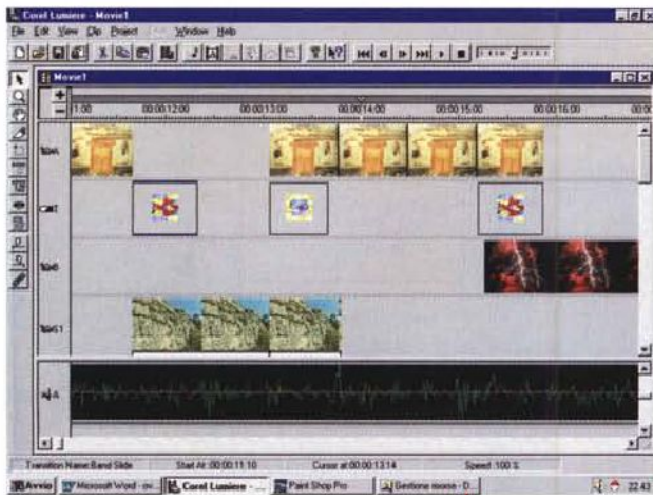 Corel Lumiere - Movie1
File Edit View Clip Project Window Help
Movie1
00:00:12:00 00:00:13:00 00:00:14:00 00:00:15:00 00:00:16:00
Transition Name: Band Slide Start At: 00:00:19:10 Cursor at 00:00:13:14 Speed: 100 %
Avvio Microsoft Word - Corel Lumiere - ... Paint Shop Pro Gestione risorse - D... 22.43